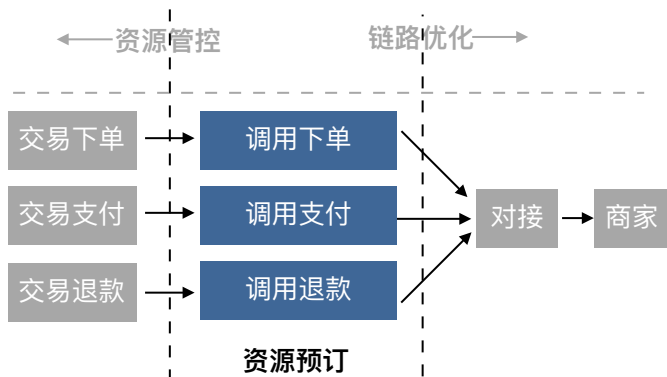 资源管控
链路优化
交易下单
调用下单
交易支付
调用支付
对接
商家
交易退款
调用退款
资源预订